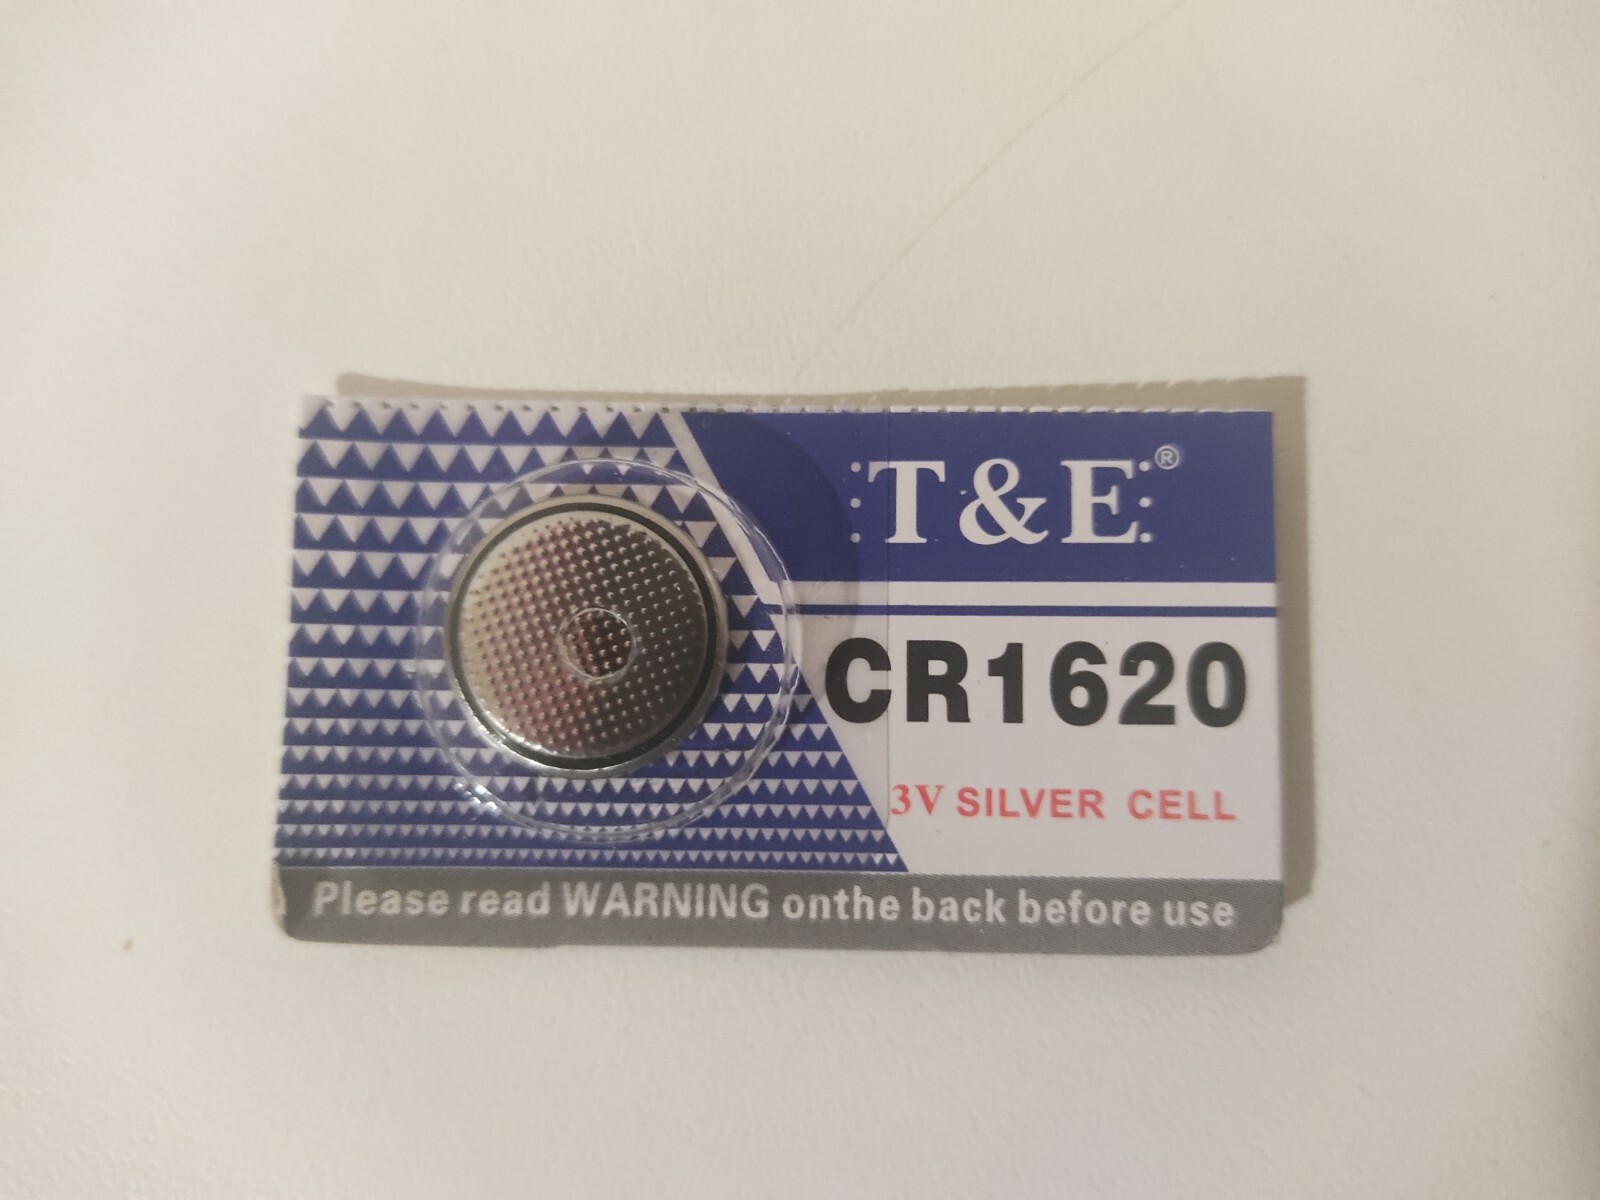 T&E®
CR1620
3V SILVER CELL
Please read WARNING onthe back before use